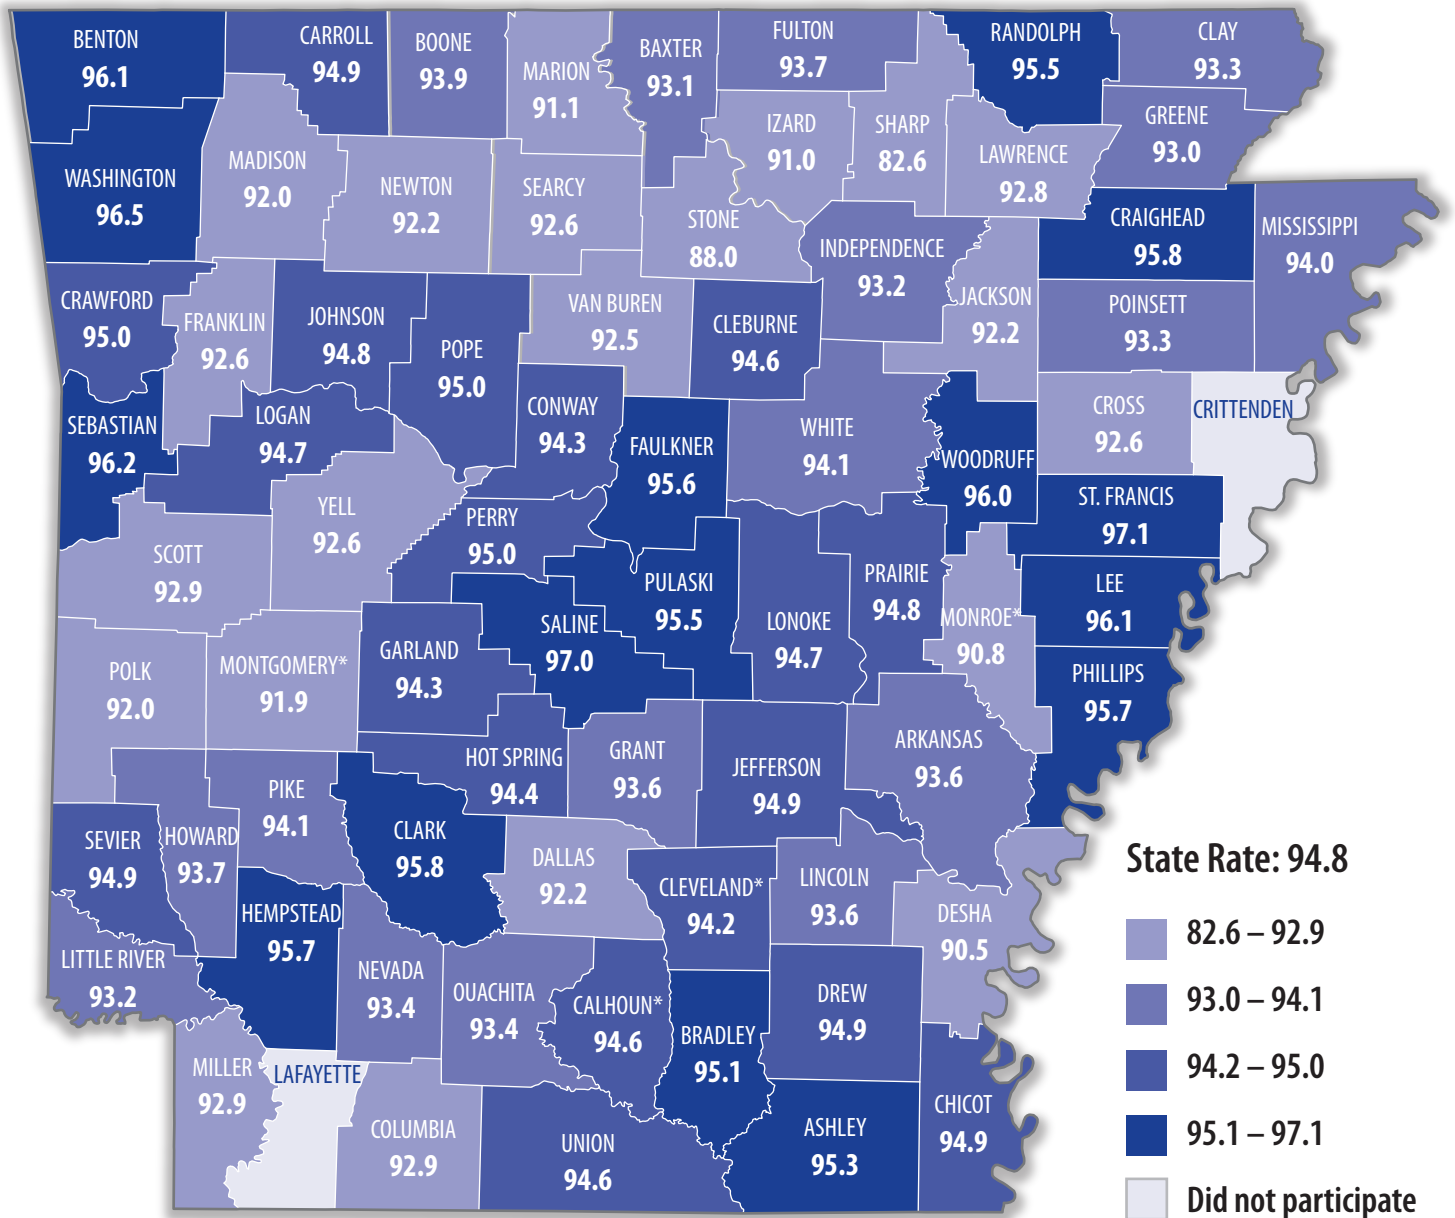 BENTON
96.1
CARROLL
94.9
BOONE
93.9
MARION
91.1
BAXTER
93.1
FULTON
93.7
RANDOLPH
95.5
CLAY
93.3
WASHINGTON
96.5
MADISON
92.0
NEWTON
92.2
SEARCY
92.6
STONE
88.0
IZARD
91.0
SHARP
82.6
LAWRENCE
92.8
GREENE
93.0
CRAIGHEAD
95.8
MISSISSIPPI
94.0
INDEPENDENCE
93.2
JACKSON
92.2
POINSETT
93.3
CRAWFORD
95.0
FRANKLIN
92.6
JOHNSON
94.8
POPE
95.0
VAN BUREN
92.5
CLEBURNE
94.6
SEBASTIAN
96.2
LOGAN
94.7
CONWAY
94.3
FAULKNER
95.6
WHITE
94.1
WOODRUFF
96.0
CROSS
92.6
CRITTENDEN
ST. FRANCIS
97.1
YELL
92.6
PERRY
95.0
SCOTT
92.9
PULASKI
95.5
LONOKE
94.7
PRAIRIE
94.8
MONROE*
90.8
LEE
96.1
PHILLIPS
95.7
POLK
92.0
MONTGOMERY*
91.9
GARLAND
94.3
SALINE
97.0
HOT SPRING
94.4
GRANT
93.6
JEFFERSON
94.9
ARKANSAS
93.6
PIKE
94.1
CLARK
95.8
SEVIER
94.9
HOWARD
93.7
DALLAS
92.2
CLEVELAND*
94.2
LINCOLN
93.6
DESHA
90.5
HEMPSTEAD
95.7
LITTLE RIVER
93.2
NEVADA
93.4
OUACHITA
93.4
CALHOUN*
94.6
BRADLEY
95.1
DREW
94.9
MILLER
92.9
LAFAYETTE
COLUMBIA
92.9
UNION
94.6
ASHLEY
95.3
CHICOT
94.9
State Rate: 94.8
82.6 – 92.9
93.0 – 94.1
94.2 – 95.0
95.1 – 97.1
Did not participate